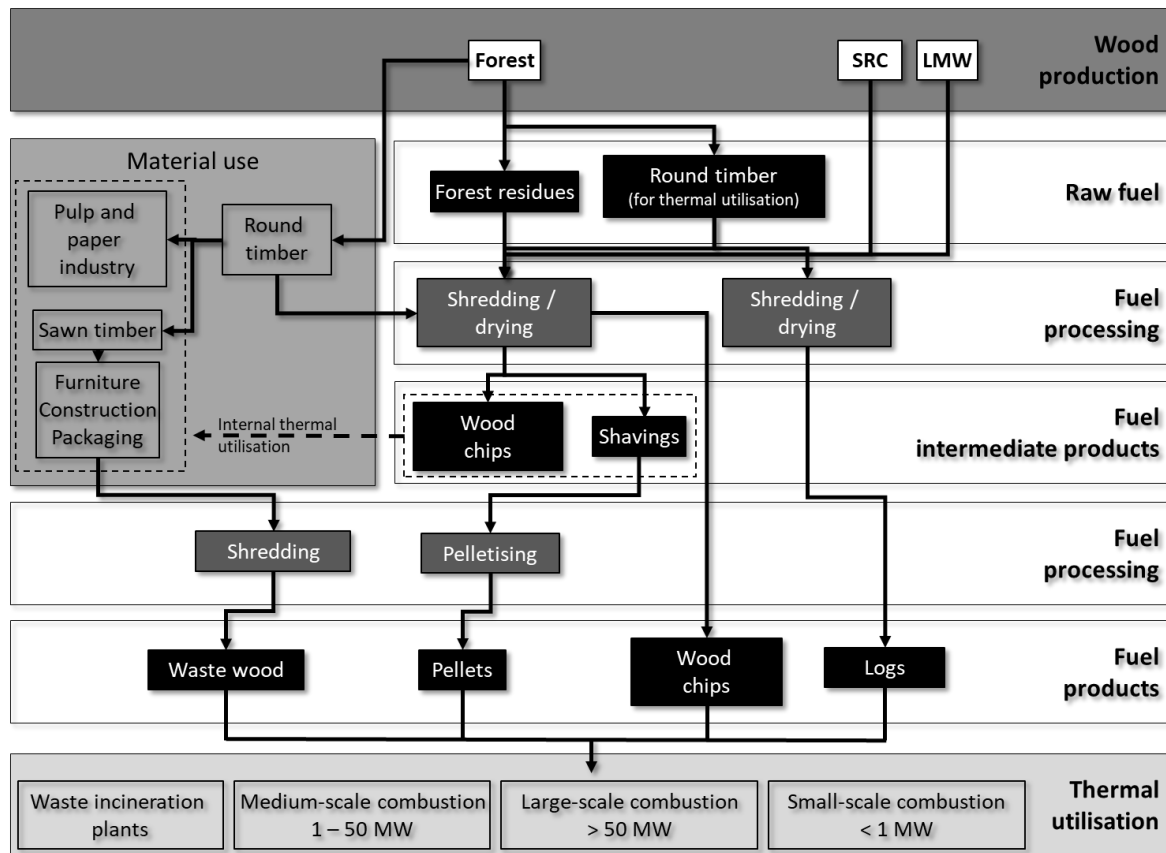 Forest
SRC
LMW
Wood
production
Material use
Pulp and
paper
industry
Round
timber
Sawn timber
Furniture
Construction
Packaging
Forest residues
Round timber
(for thermal utilisation)
Raw fuel
Shredding /
drying
Shredding /
drying
Fuel
processing
Internal thermal
utilisation
Wood
chips
Shavings
Fuel
intermediate products
Shredding
Pelletising
Fuel
processing
Waste wood
Pellets
Wood
chips
Logs
Fuel
products
Waste incineration
plants
Medium-scale combustion
1 – 50 MW
Large-scale combustion
> 50 MW
Small-scale combustion
< 1 MW
Thermal
utilisation